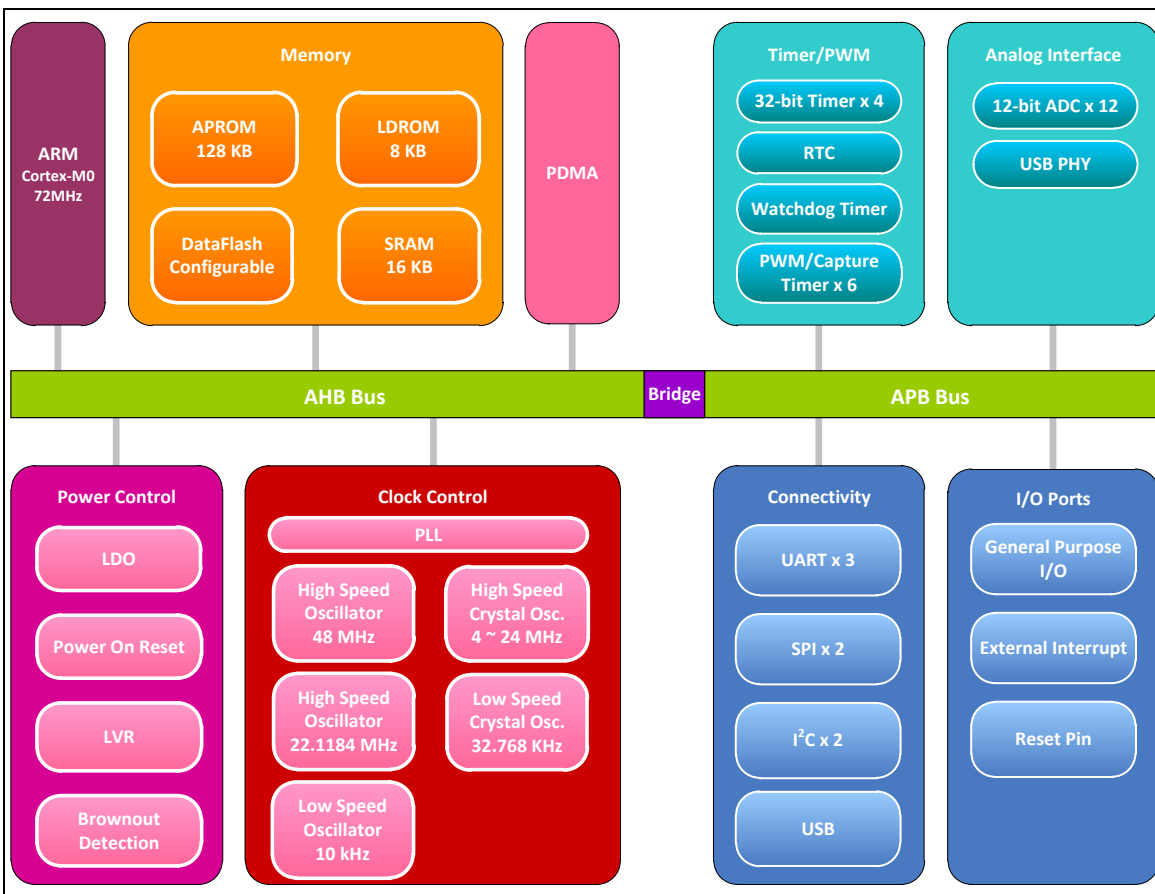 ARM
Cortex-M0
72MHz
Memory
APROM
128 KB
LDROM
8 KB
DataFlash
Configurable
SRAM
16 KB
PDMA
Timer/PWM
32-bit Timer x 4
RTC
Watchdog Timer
PWM/Capture
Timer x 6
Analog Interface
12-bit ADC x 12
USB PHY
AHB Bus
Bridge
APB Bus
Power Control
LDO
Power On Reset
LVR
Brownout
Detection
Clock Control
PLL
High Speed
Oscillator
48 MHz
High Speed
Crystal Osc.
4 ~ 24 MHz
High Speed
Oscillator
22.1184 MHz
Low Speed
Crystal Osc.
32.768 KHz
Low Speed
Oscillator
10 kHz
Connectivity
UART x 3
SPI x 2
I²C x 2
USB
I/O Ports
General Purpose
I/O
External Interrupt
Reset Pin